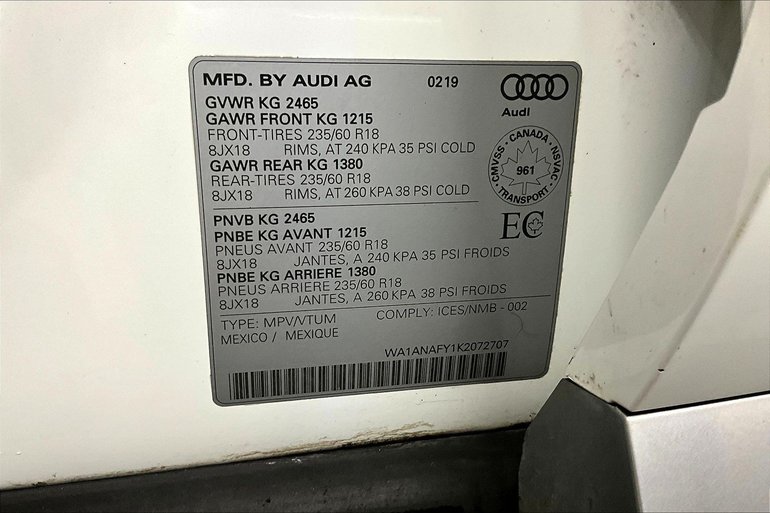 MFD. BY AUDI AG 0219
Audi
GVWR KG 2465
GAWR FRONT KG 1215
FRONT-TIRES 235/60 R18
8JX18 RIMS, AT 240 KPA 35 PSI COLD
GAWR REAR KG 1380
REAR-TIRES 235/60 R18
8JX18 RIMS, AT 260 KPA 38 PSI COLD
CMVSS · CANADA · NSVAC · TRANSPORT ·
961
EC
PNVB KG 2465
PNBE KG AVANT 1215
PNEUS AVANT 235/60 R18
8JX18 JANTES, A 240 KPA 35 PSI FROIDS
PNBE KG ARRIERE 1380
PNEUS ARRIERE 235/60 R18
8JX18 JANTES, A 260 KPA 38 PSI FROIDS
TYPE: MPV/VTUM COMPLY: ICES/NMB - 002
MEXICO / MEXIQUE
WA1ANAFY1K2072707